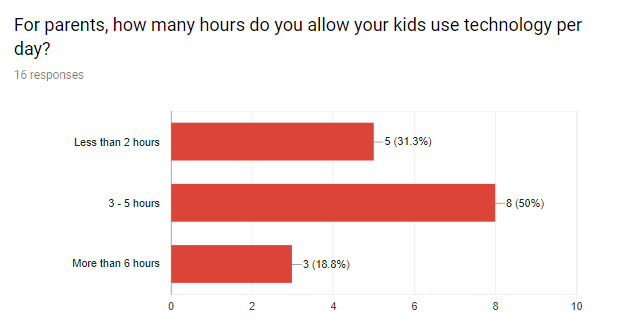 For parents, how many hours do you allow your kids use technology per
day?
16 responses
Less than 2 hours
5 (31.3%)
3 - 5 hours
8 (50%)
More than 6 hours
3 (18.8%)
0 2 4 6 8 10